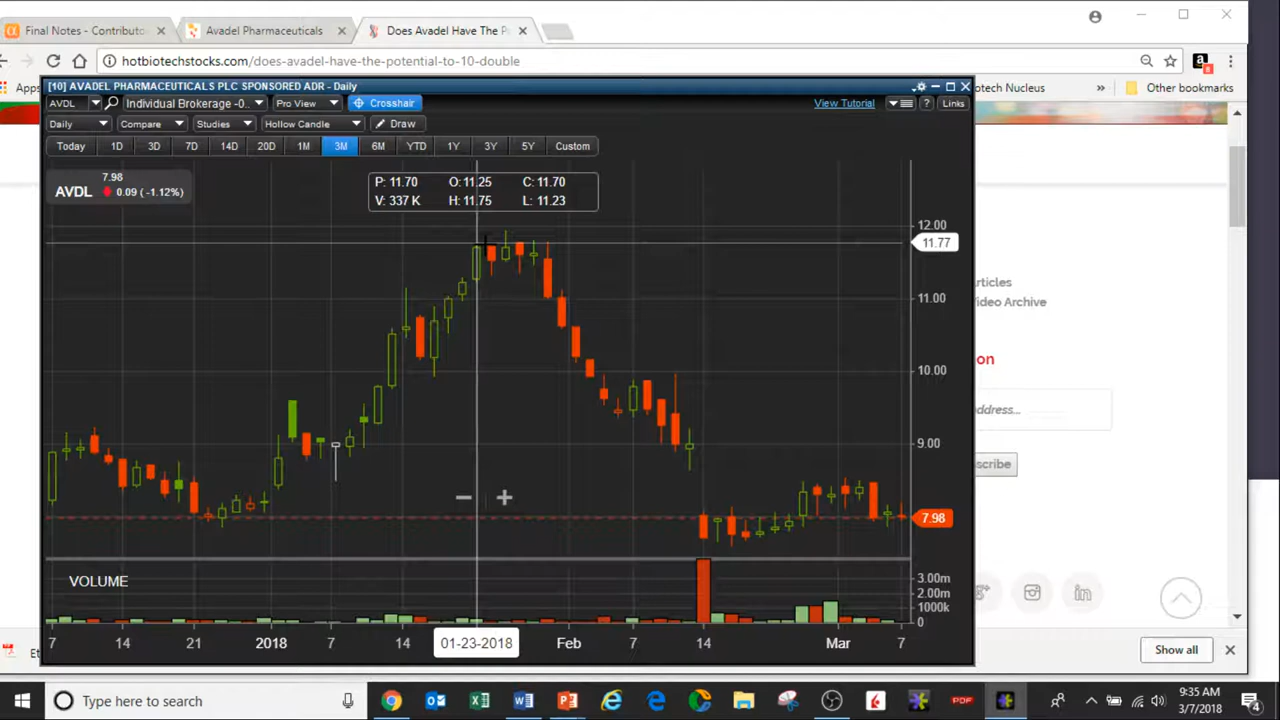 Final Notes - Contributo
Avadel Pharmaceuticals
Does Avadel Have The P
hotbiotechstocks.com/does-avadel-have-the-potential-to-10-double
8
Apps
otech Nucleus
»
Other bookmarks
[10] AVADEL PHARMACEUTICALS PLC SPONSORED ADR - Daily
AVDL
Individual Brokerage -0..
Pro View
Crosshair
View Tutorial
?
Links
Daily
Compare
Studies
Hollow Candle
Draw
Today
1D
3D
7D
14D
20D
1M
3M
6M
YTD
1Y
3Y
5Y
Custom
7.98
AVDL
0.09 ( -1.12%)
P: 11.70 O: 11.25 C: 11.70
V: 337 K H: 11.75 L: 11.23
12.00
11.77
11.00
10.00
9.00
7.98
VOLUME
3.00m
2.00m
1000k
0
7
14
21
2018
7
14
01-23-2018
Feb
7
14
Mar
7
rticles
ideo Archive
on
ddress...
scribe
in
Show all
Type here to search
PDF
9:35 AM
3/7/2018
4